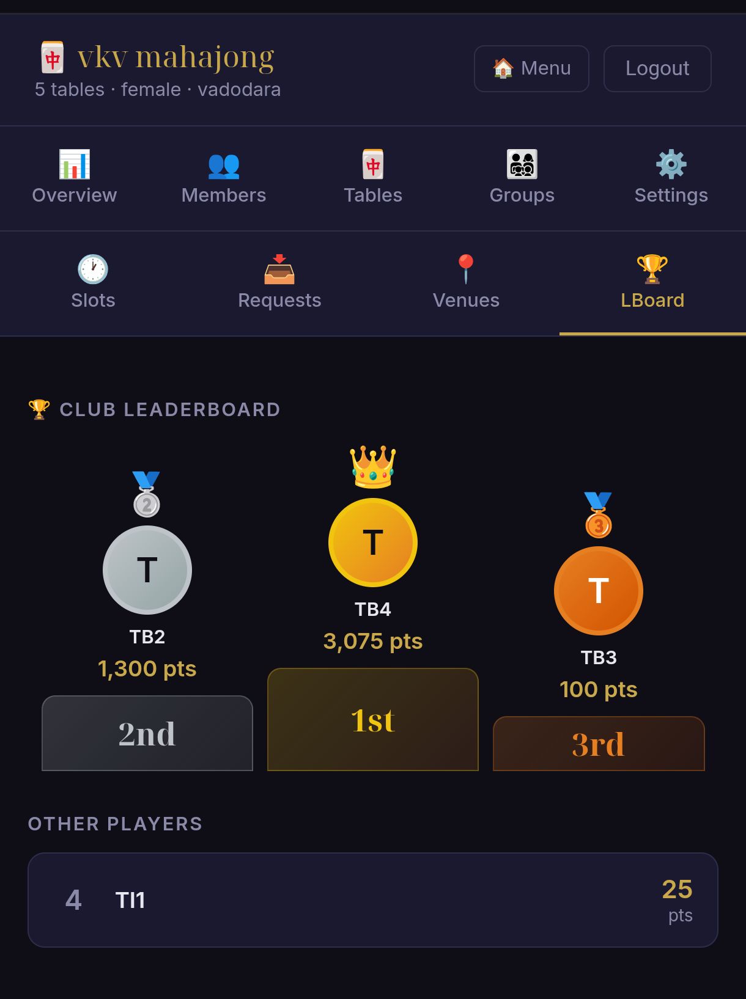 vkv mahajong
5 tables · female · vadodara
Menu
Logout
Overview
Members
Tables
Groups
Settings
Slots
Requests
Venues
LBoard
CLUB LEADERBOARD
T
TB2
1,300 pts
2nd
T
TB4
3,075 pts
1st
T
TB3
100 pts
3rd
OTHER PLAYERS
4 TI1 25 pts